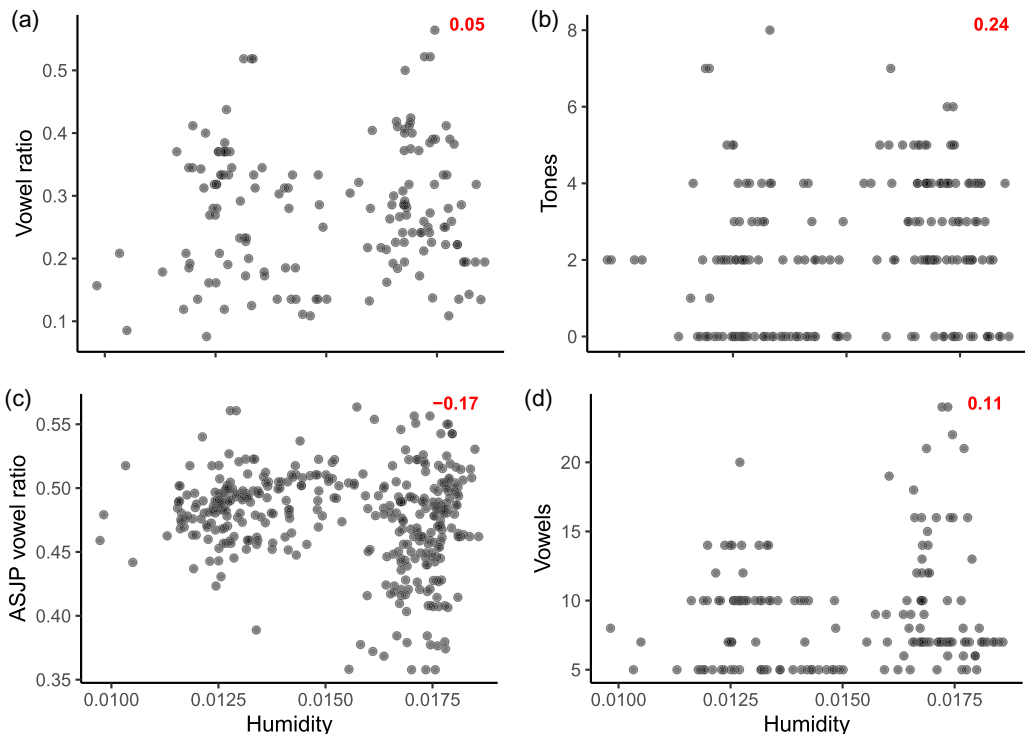 (a)
0.05
Vowel ratio
0.5
0.4
0.3
0.2
0.1
(b)
0.24
Tones
8
6
4
2
0
(c)
−0.17
ASJP vowel ratio
0.55
0.50
0.45
0.40
0.35
0.0100 0.0125 0.0150 0.0175
Humidity
(d)
0.11
Vowels
20
15
10
5
0.0100 0.0125 0.0150 0.0175
Humidity